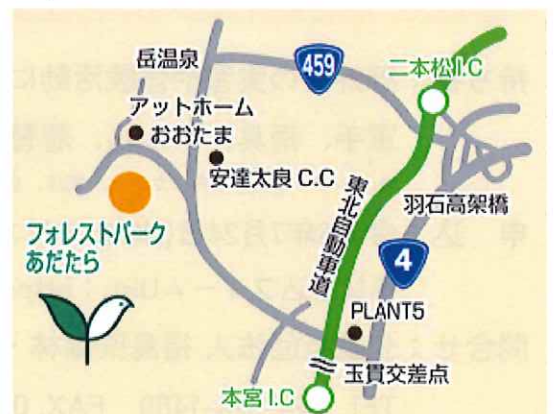 岳温泉
459
二本松I.C
アットホーム
おおたま
安達太良C.C
東北自動車道
羽石高架橋
フォレストパーク
あだたら
4
PLANT5
玉貫交差点
本宮I.C